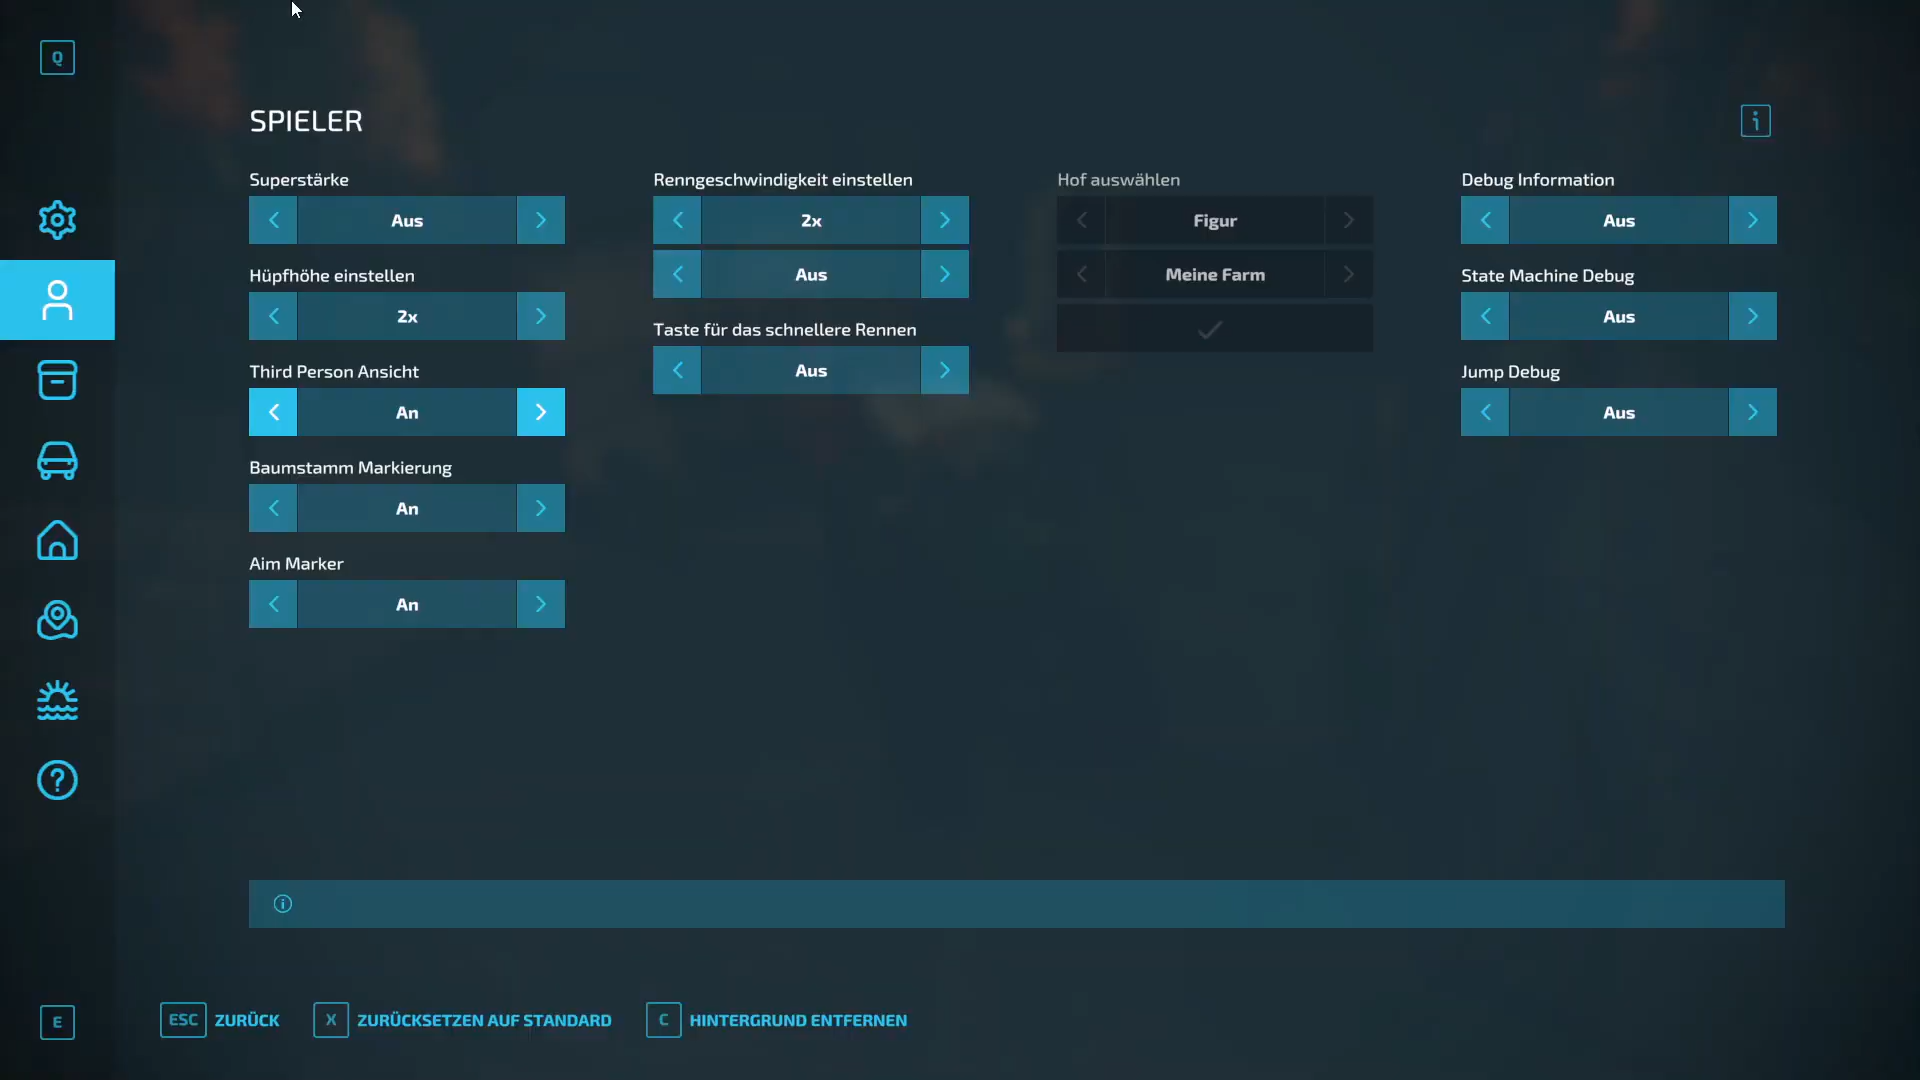 Q
SPIELER
Superstärke
Aus
Hüpfhöhe einstellen
2x
Third Person Ansicht
An
Baumstamm Markierung
An
Aim Marker
An
Renngeschwindigkeit einstellen
2x
Aus
Taste für das schnellere Rennen
Aus
Hof auswählen
Figur
Meine Farm
Debug Information
Aus
State Machine Debug
Aus
Jump Debug
Aus
E
ESC ZURÜCK X ZURÜCKSETZEN AUF STANDARD C HINTERGRUND ENTFERNEN